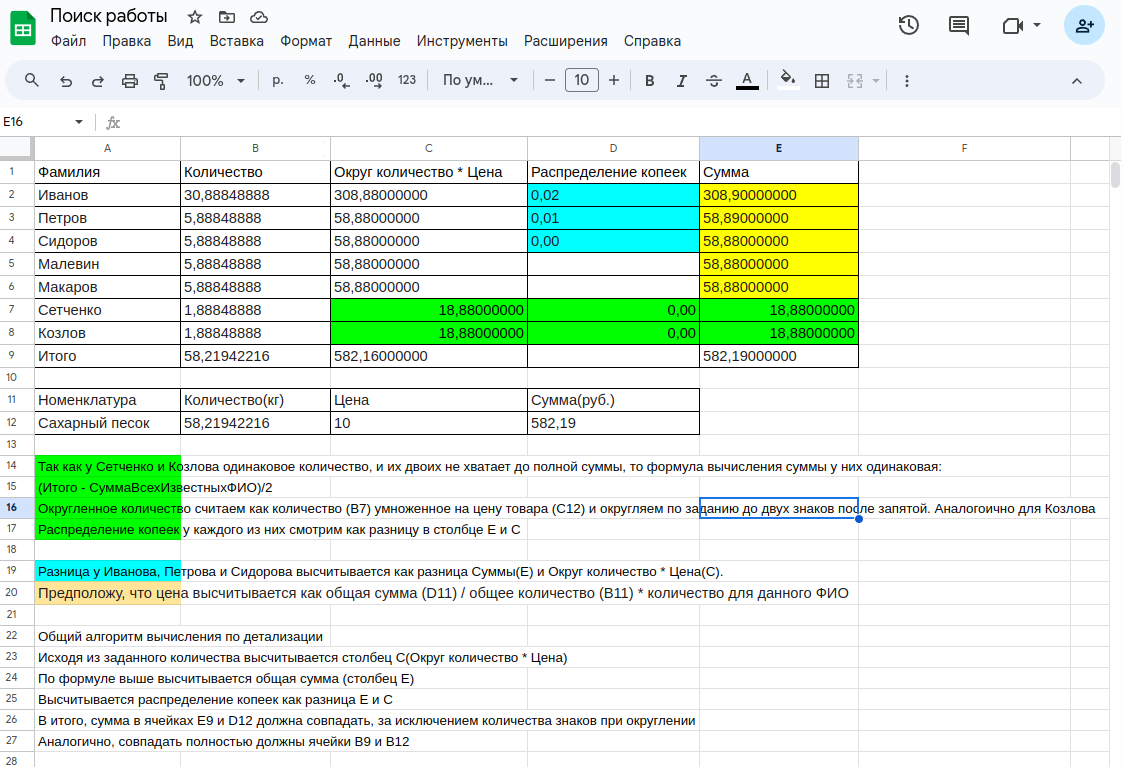 Поиск работы
Файл Правка Вид Вставка Формат Данные Инструменты Расширения Справка
100% р. % .0 .00 123 По ум... 10 B I S A
E16 fx
A B C D E F
1 Фамилия Количество Округ количество * Цена Распределение копеек Сумма
2 Иванов 30,88848888 308,88000000 0,02 308,90000000
3 Петров 5,88848888 58,88000000 0,01 58,89000000
4 Сидоров 5,88848888 58,88000000 0,00 58,88000000
5 Малевин 5,88848888 58,88000000 58,88000000
6 Макаров 5,88848888 58,88000000 58,88000000
7 Сетченко 1,88848888 18,88000000 0,00 18,88000000
8 Козлов 1,88848888 18,88000000 0,00 18,88000000
9 Итого 58,21942216 582,16000000 582,19000000
10
11 Номенклатура Количество(кг) Цена Сумма(руб.)
12 Сахарный песок 58,21942216 10 582,19
13
14 Так как у Сетченко и Козлова одинаковое количество, и их двоих не хватает до полной суммы, то формула вычисления суммы у них одинаковая:
15 (Итого - СуммаВсехИзвестныхФИО)/2
16 Округленное количество считаем как количество (B7) умноженное на цену товара (C12) и округляем по заданию до двух знаков после запятой. Аналогоично для Козлова
17 Распределение копеек у каждого из них смотрим как разницу в столбце E и C
18
19 Разница у Иванова, Петрова и Сидорова высчитывается как разница Суммы(E) и Округ количество * Цена(C).
20 Предположу, что цена высчитывается как общая сумма (D11) / общее количество (B11) * количество для данного ФИО
21
22 Общий алгоритм вычисления по детализации
23 Исходя из заданного количества высчитывается столбец C(Округ количество * Цена)
24 По формуле выше высчитывается общая сумма (столбец E)
25 Высчитывается распределение копеек как разница E и C
26 В итого, сумма в ячейках E9 и D12 должна совпадать, за исключением количества знаков при округлении
27 Аналогично, совпадать полностью должны ячейки B9 и B12
28